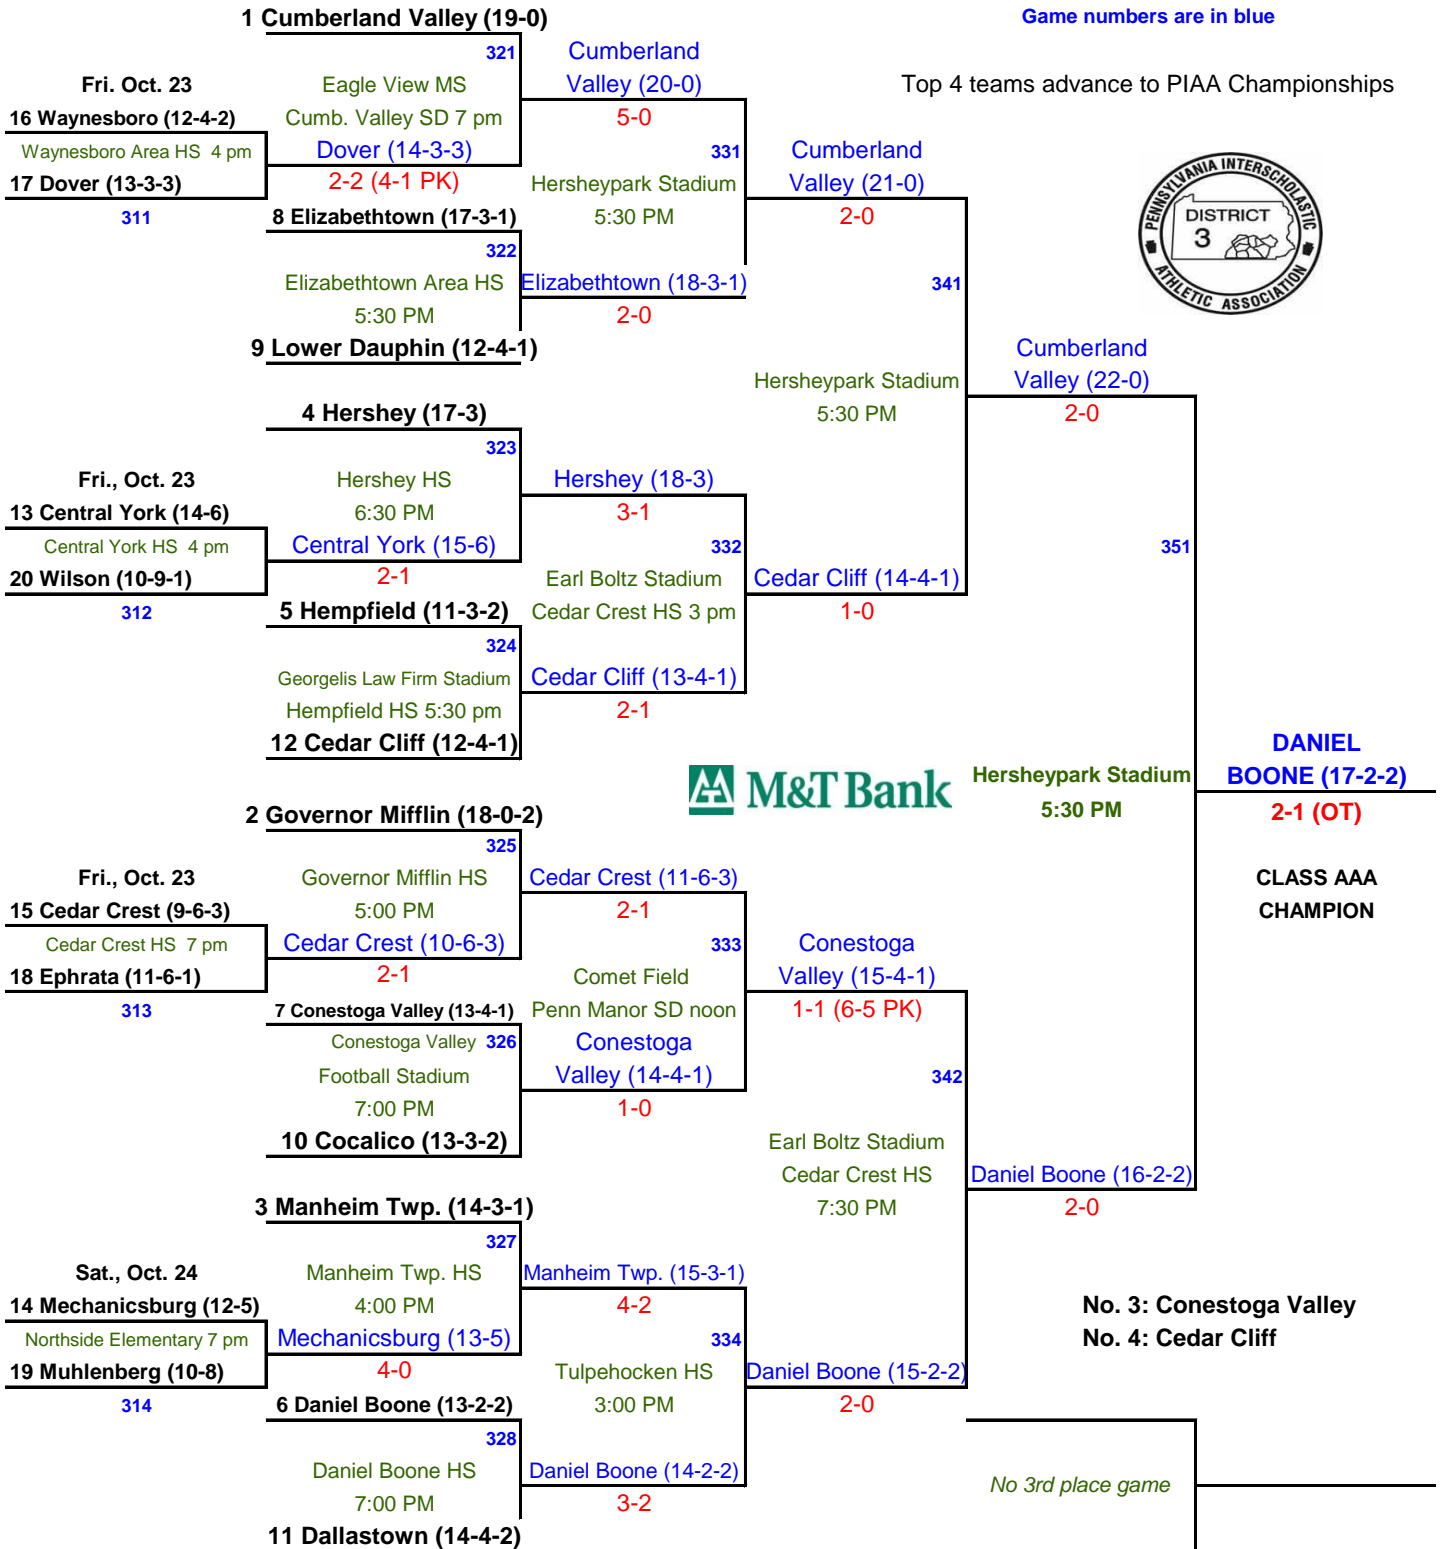 1 Cumberland Valley (19-0)
Game numbers are in blue
321
Cumberland
Valley (20-0)
Fri. Oct. 23
Eagle View MS
Top 4 teams advance to PIAA Championships
16 Waynesboro (12-4-2)
Cumb. Valley SD 7 pm
5-0
Waynesboro Area HS 4 pm
Dover (14-3-3)
331
Cumberland
Valley (21-0)
17 Dover (13-3-3)
2-2 (4-1 PK)
Hersheypark Stadium
5:30 PM
2-0
311
8 Elizabethtown (17-3-1)
PENNSYLVANIA INTERSCHOLASTIC
DISTRICT
3
ATHLETIC ASSOCIATION
322
Elizabethtown Area HS
5:30 PM
Elizabethtown (18-3-1)
2-0
341
9 Lower Dauphin (12-4-1)
Cumberland
Valley (22-0)
Hersheypark Stadium
5:30 PM
2-0
4 Hershey (17-3)
323
Fri., Oct. 23
Hershey HS
6:30 PM
Hershey (18-3)
3-1
13 Central York (14-6)
Central York HS 4 pm
Central York (15-6)
332
351
20 Wilson (10-9-1)
2-1
Earl Boltz Stadium
Cedar Crest HS 3 pm
Cedar Cliff (14-4-1)
1-0
312
5 Hempfield (11-3-2)
324
Georgelis Law Firm Stadium
Hempfield HS 5:30 pm
Cedar Cliff (13-4-1)
2-1
12 Cedar Cliff (12-4-1)
M&T Bank
Hersheypark Stadium
5:30 PM
DANIEL
BOONE (17-2-2)
2-1 (OT)
2 Governor Mifflin (18-0-2)
325
Fri., Oct. 23
Governor Mifflin HS
5:00 PM
Cedar Crest (11-6-3)
2-1
CLASS AAA
CHAMPION
15 Cedar Crest (9-6-3)
Cedar Crest HS 7 pm
Cedar Crest (10-6-3)
333
Conestoga
Valley (15-4-1)
18 Ephrata (11-6-1)
2-1
Comet Field
Penn Manor SD noon
1-1 (6-5 PK)
313
7 Conestoga Valley (13-4-1)
Conestoga Valley
326
Football Stadium
7:00 PM
Conestoga
Valley (14-4-1)
1-0
342
10 Cocalico (13-3-2)
Earl Boltz Stadium
Cedar Crest HS
7:30 PM
Daniel Boone (16-2-2)
2-0
3 Manheim Twp. (14-3-1)
327
Sat., Oct. 24
Manheim Twp. HS
4:00 PM
Manheim Twp. (15-3-1)
4-2
14 Mechanicsburg (12-5)
No. 3: Conestoga Valley
No. 4: Cedar Cliff
Northside Elementary 7 pm
Mechanicsburg (13-5)
334
19 Muhlenberg (10-8)
4-0
Tulpehocken HS
3:00 PM
Daniel Boone (15-2-2)
2-0
314
6 Daniel Boone (13-2-2)
328
Daniel Boone HS
7:00 PM
Daniel Boone (14-2-2)
3-2
No 3rd place game
11 Dallastown (14-4-2)